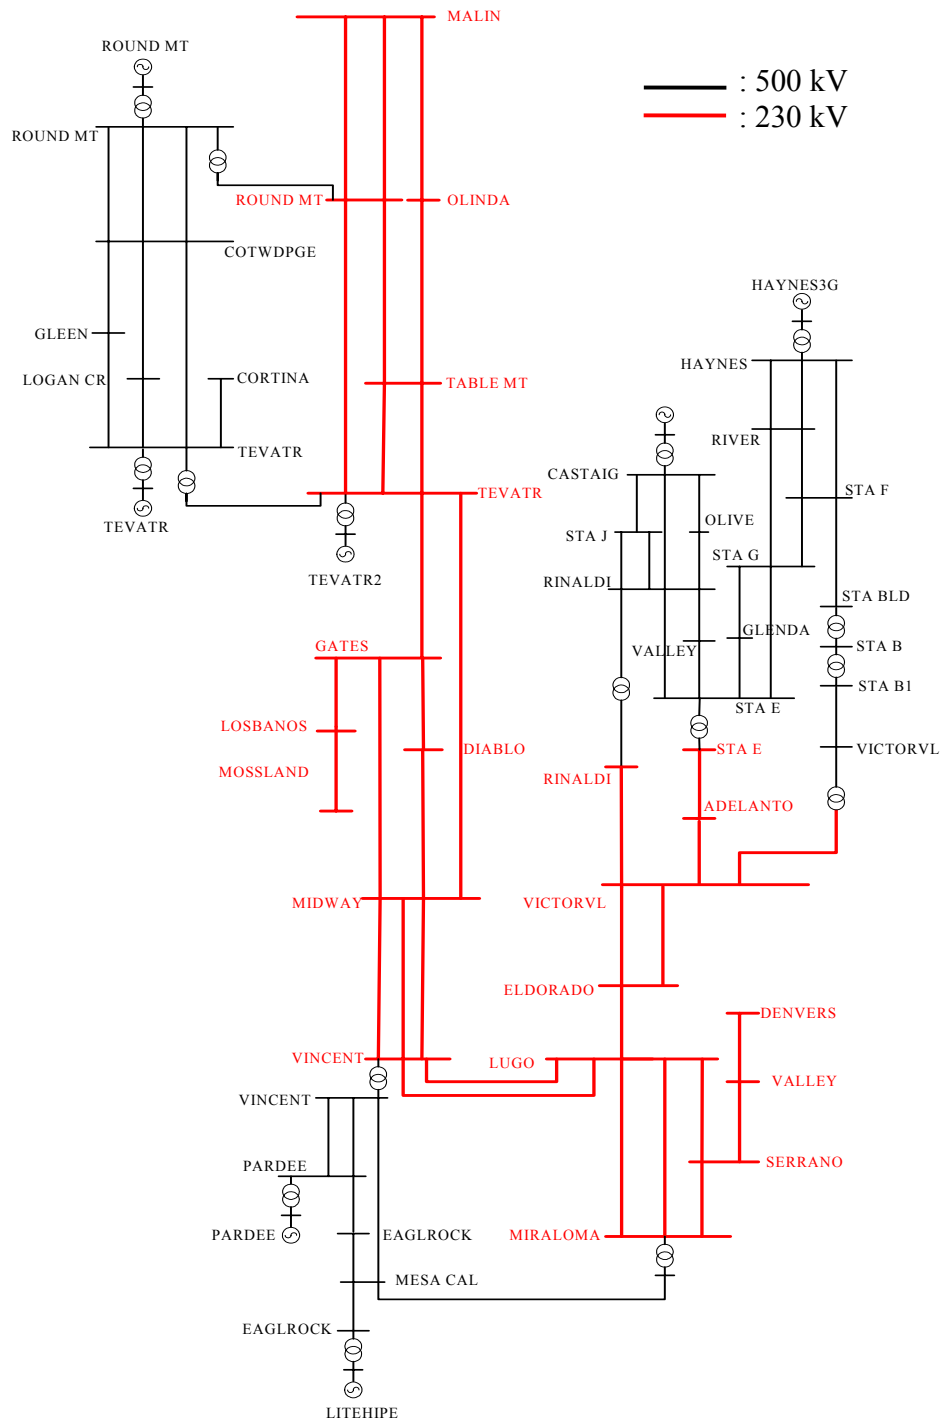 MALIN
ROUND MT
: 500 kV
: 230 kV
ROUND MT
ROUND MT
OLINDA
COTWDPGE
HAYNES3G
GLEEN
HAYNES
LOGAN CR
CORTINA
TABLE MT
RIVER
TEVATR
CASTAIG
TEVATR
STA F
TEVATR
OLIVE
STA J
STA G
TEVATR2
RINALDI
STA BLD
GLENDA
GATES
VALLEY
STA B
STA B1
STA E
LOSBANOS
DIABLO
STA E
VICTORVL
MOSSLAND
RINALDI
ADELANTO
MIDWAY
VICTORVL
ELDORADO
DENVERS
VINCENT
LUGO
VALLEY
VINCENT
PARDEE
SERRANO
PARDEE
EAGLROCK
MIRALOMA
MESA CAL
EAGLROCK
LITEHIPE